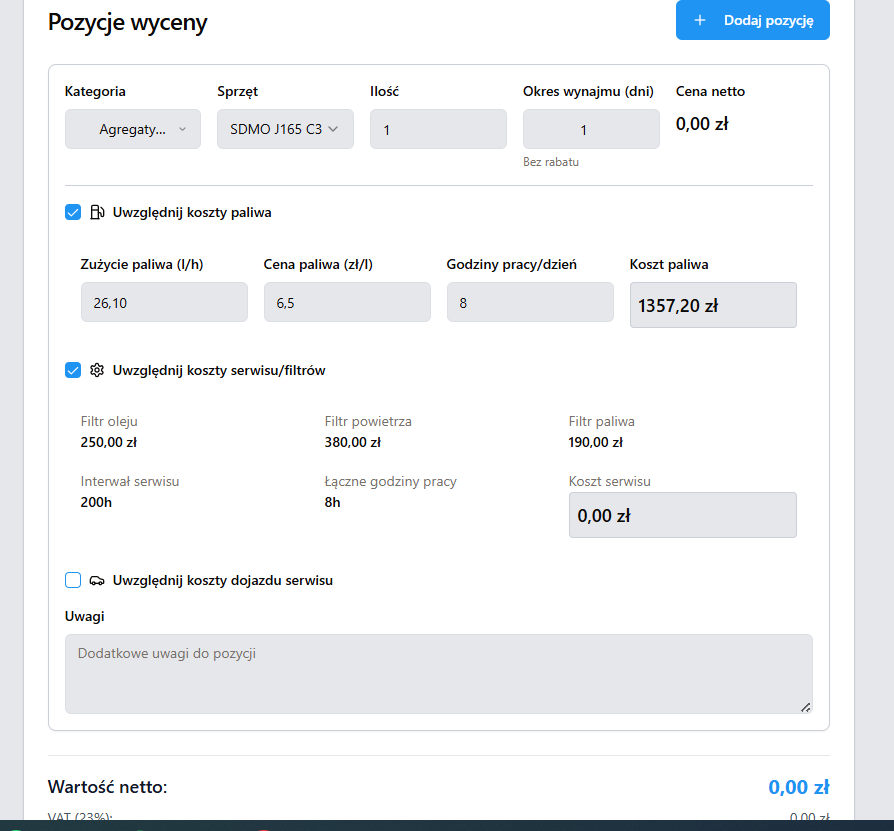 Pozycje wyceny
+ Dodaj pozycję
Kategoria Sprzęt Ilość Okres wynajmu (dni) Cena netto
Agregaty... SDMO J165 C3 1 1 0,00 zł
Bez rabatu
Uwzględnij koszty paliwa
Zużycie paliwa (l/h) Cena paliwa (zł/l) Godziny pracy/dzień Koszt paliwa
26,10 6,5 8 1357,20 zł
Uwzględnij koszty serwisu/filtrów
Filtr oleju Filtr powietrza Filtr paliwa
250,00 zł 380,00 zł 190,00 zł
Interwał serwisu Łączne godziny pracy Koszt serwisu
200h 8h 0,00 zł
Uwzględnij koszty dojazdu serwisu
Uwagi
Dodatkowe uwagi do pozycji
Wartość netto: 0,00 zł
VAT (23%): 0,00 zł